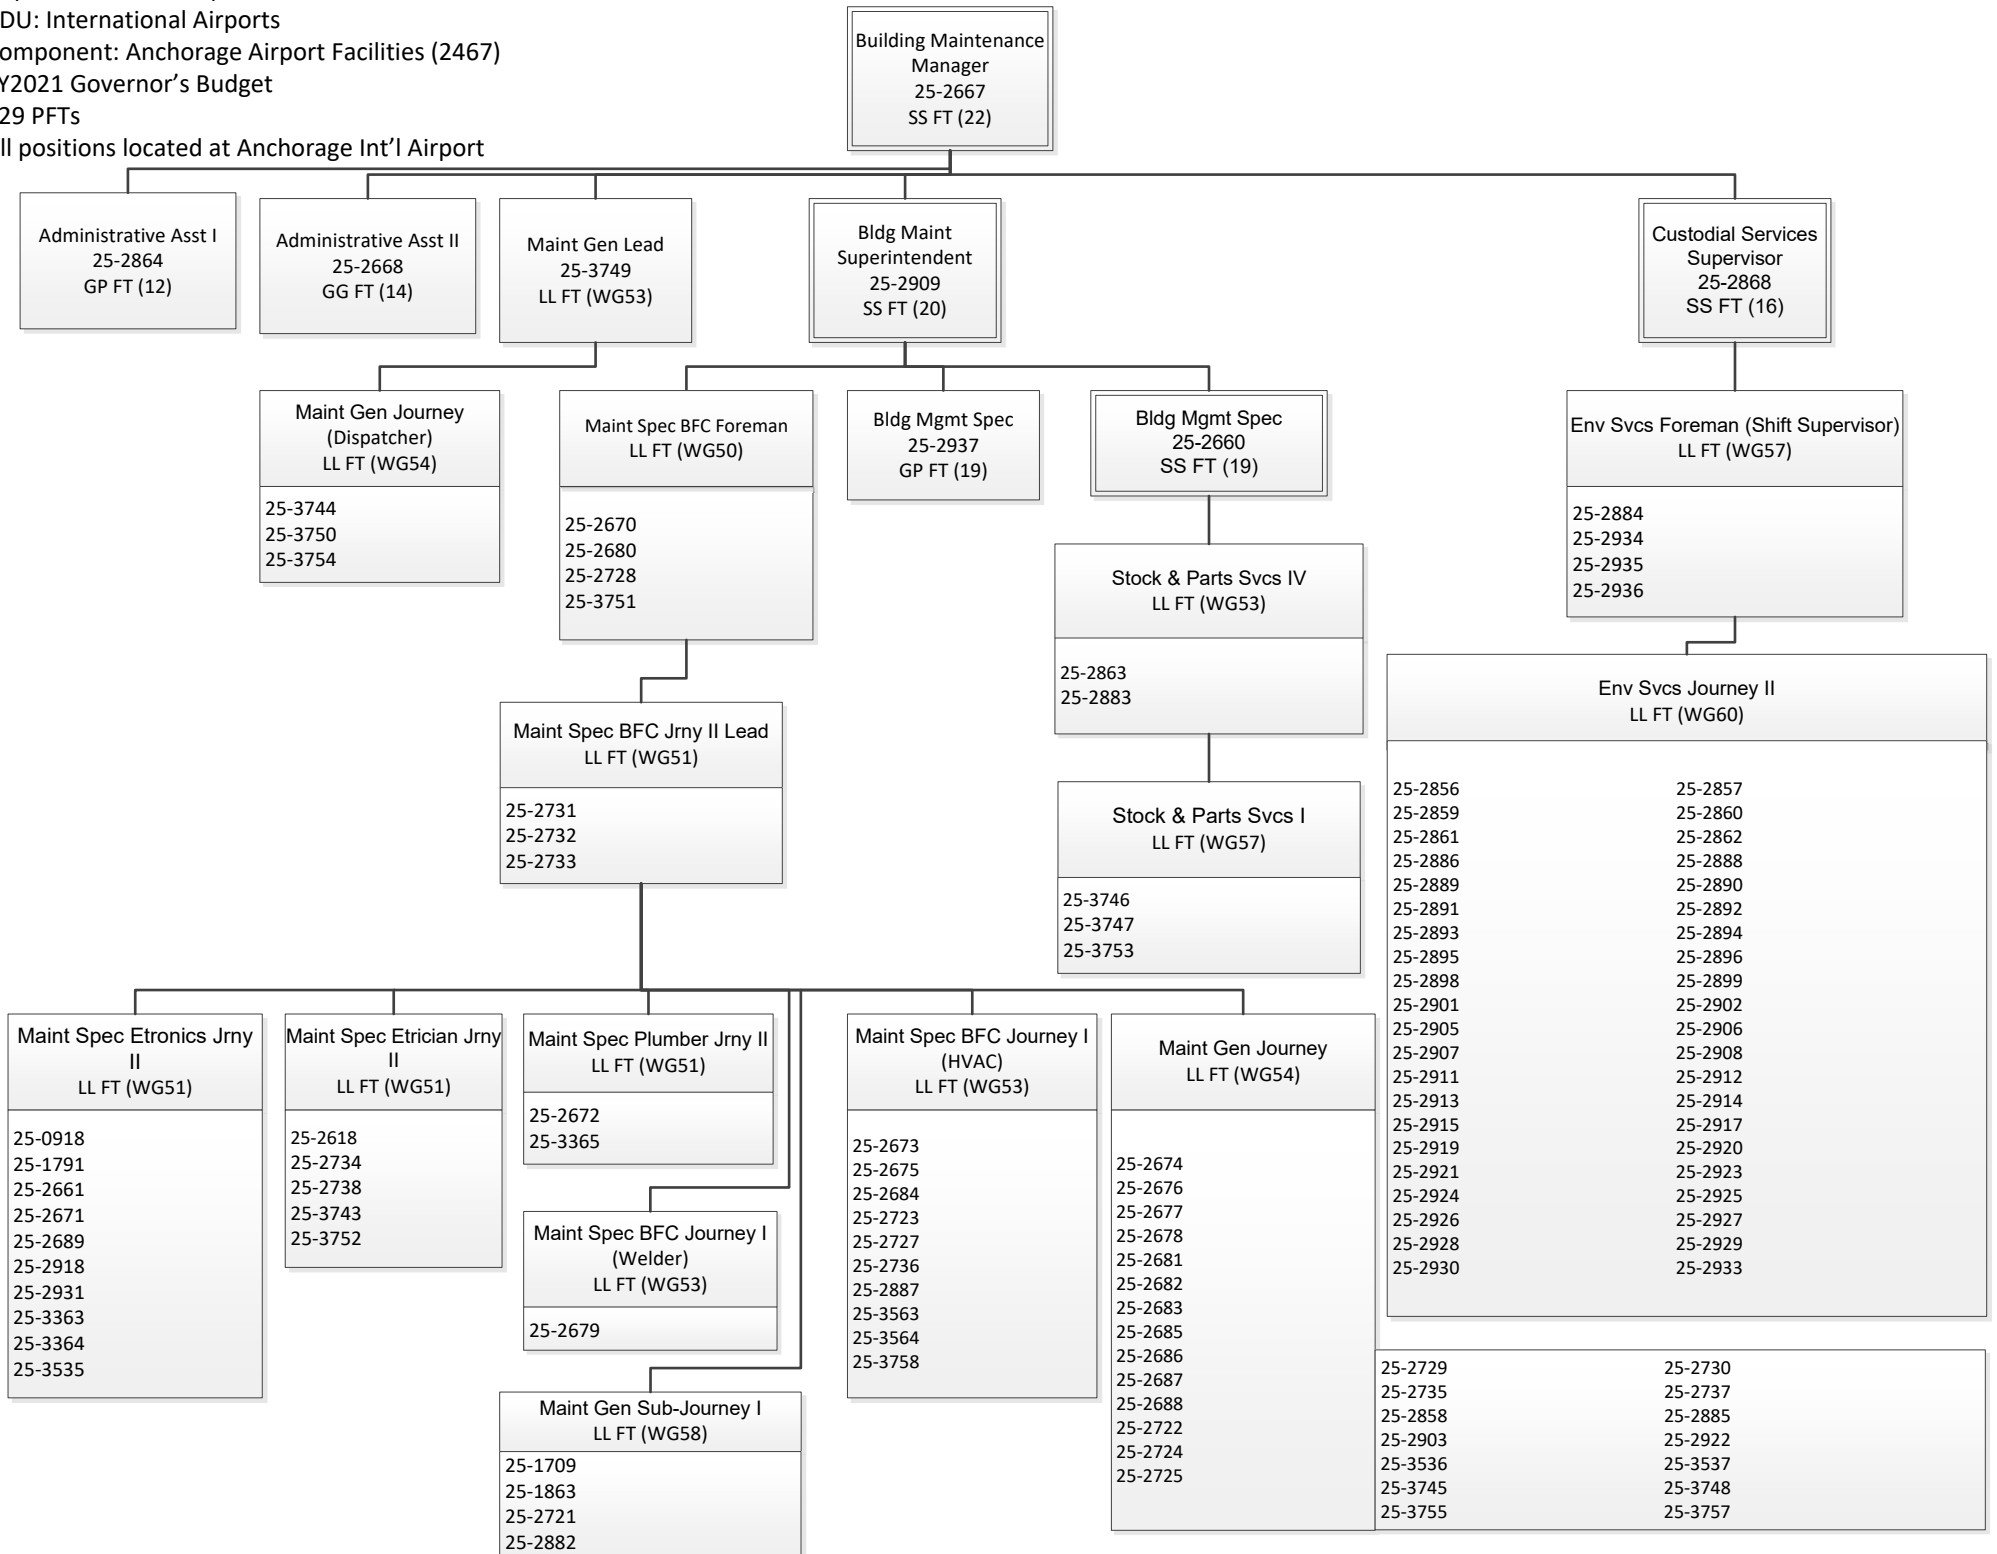 DU: International Airports
omponent: Anchorage Airport Facilities (2467)
Y2021 Governor’s Budget
29 PFTs
ll positions located at Anchorage Int’l Airport
Building Maintenance
Manager
25-2667
SS FT (22)
Administrative Asst I
25-2864
GP FT (12)
Administrative Asst II
25-2668
GG FT (14)
Maint Gen Lead
25-3749
LL FT (WG53)
Bldg Maint
Superintendent
25-2909
SS FT (20)
Custodial Services
Supervisor
25-2868
SS FT (16)
Maint Gen Journey
(Dispatcher)
LL FT (WG54)
25-3744
25-3750
25-3754
Maint Spec BFC Foreman
LL FT (WG50)
25-2670
25-2680
25-2728
25-3751
Bldg Mgmt Spec
25-2937
GP FT (19)
Bldg Mgmt Spec
25-2660
SS FT (19)
Env Svcs Foreman (Shift Supervisor)
LL FT (WG57)
25-2884
25-2934
25-2935
25-2936
Stock & Parts Svcs IV
LL FT (WG53)
25-2863
25-2883
Maint Spec BFC Jrny II Lead
LL FT (WG51)
25-2731
25-2732
25-2733
Stock & Parts Svcs I
LL FT (WG57)
25-3746
25-3747
25-3753
Env Svcs Journey II
LL FT (WG60)
25-2856 25-2857
25-2859 25-2860
25-2861 25-2862
25-2886 25-2888
25-2889 25-2890
25-2891 25-2892
25-2893 25-2894
25-2895 25-2896
25-2898 25-2899
25-2901 25-2902
25-2905 25-2906
25-2907 25-2908
25-2911 25-2912
25-2913 25-2914
25-2915 25-2917
25-2919 25-2920
25-2921 25-2923
25-2924 25-2925
25-2926 25-2927
25-2928 25-2929
25-2930 25-2933
Maint Spec Etronics Jrny
II
LL FT (WG51)
25-0918
25-1791
25-2661
25-2671
25-2689
25-2918
25-2931
25-3363
25-3364
25-3535
Maint Spec Etrician Jrny
II
LL FT (WG51)
25-2618
25-2734
25-2738
25-3743
25-3752
Maint Spec Plumber Jrny II
LL FT (WG51)
25-2672
25-3365
Maint Spec BFC Journey I
(Welder)
LL FT (WG53)
25-2679
Maint Gen Sub-Journey I
LL FT (WG58)
25-1709
25-1863
25-2721
25-2882
Maint Spec BFC Journey I
(HVAC)
LL FT (WG53)
25-2673
25-2675
25-2684
25-2723
25-2727
25-2736
25-2887
25-3563
25-3564
25-3758
Maint Gen Journey
LL FT (WG54)
25-2674
25-2676
25-2677
25-2678
25-2681
25-2682
25-2683
25-2685
25-2686
25-2687
25-2688
25-2722
25-2724
25-2725
25-2729 25-2730
25-2735 25-2737
25-2858 25-2885
25-2903 25-2922
25-3536 25-3537
25-3745 25-3748
25-3755 25-3757